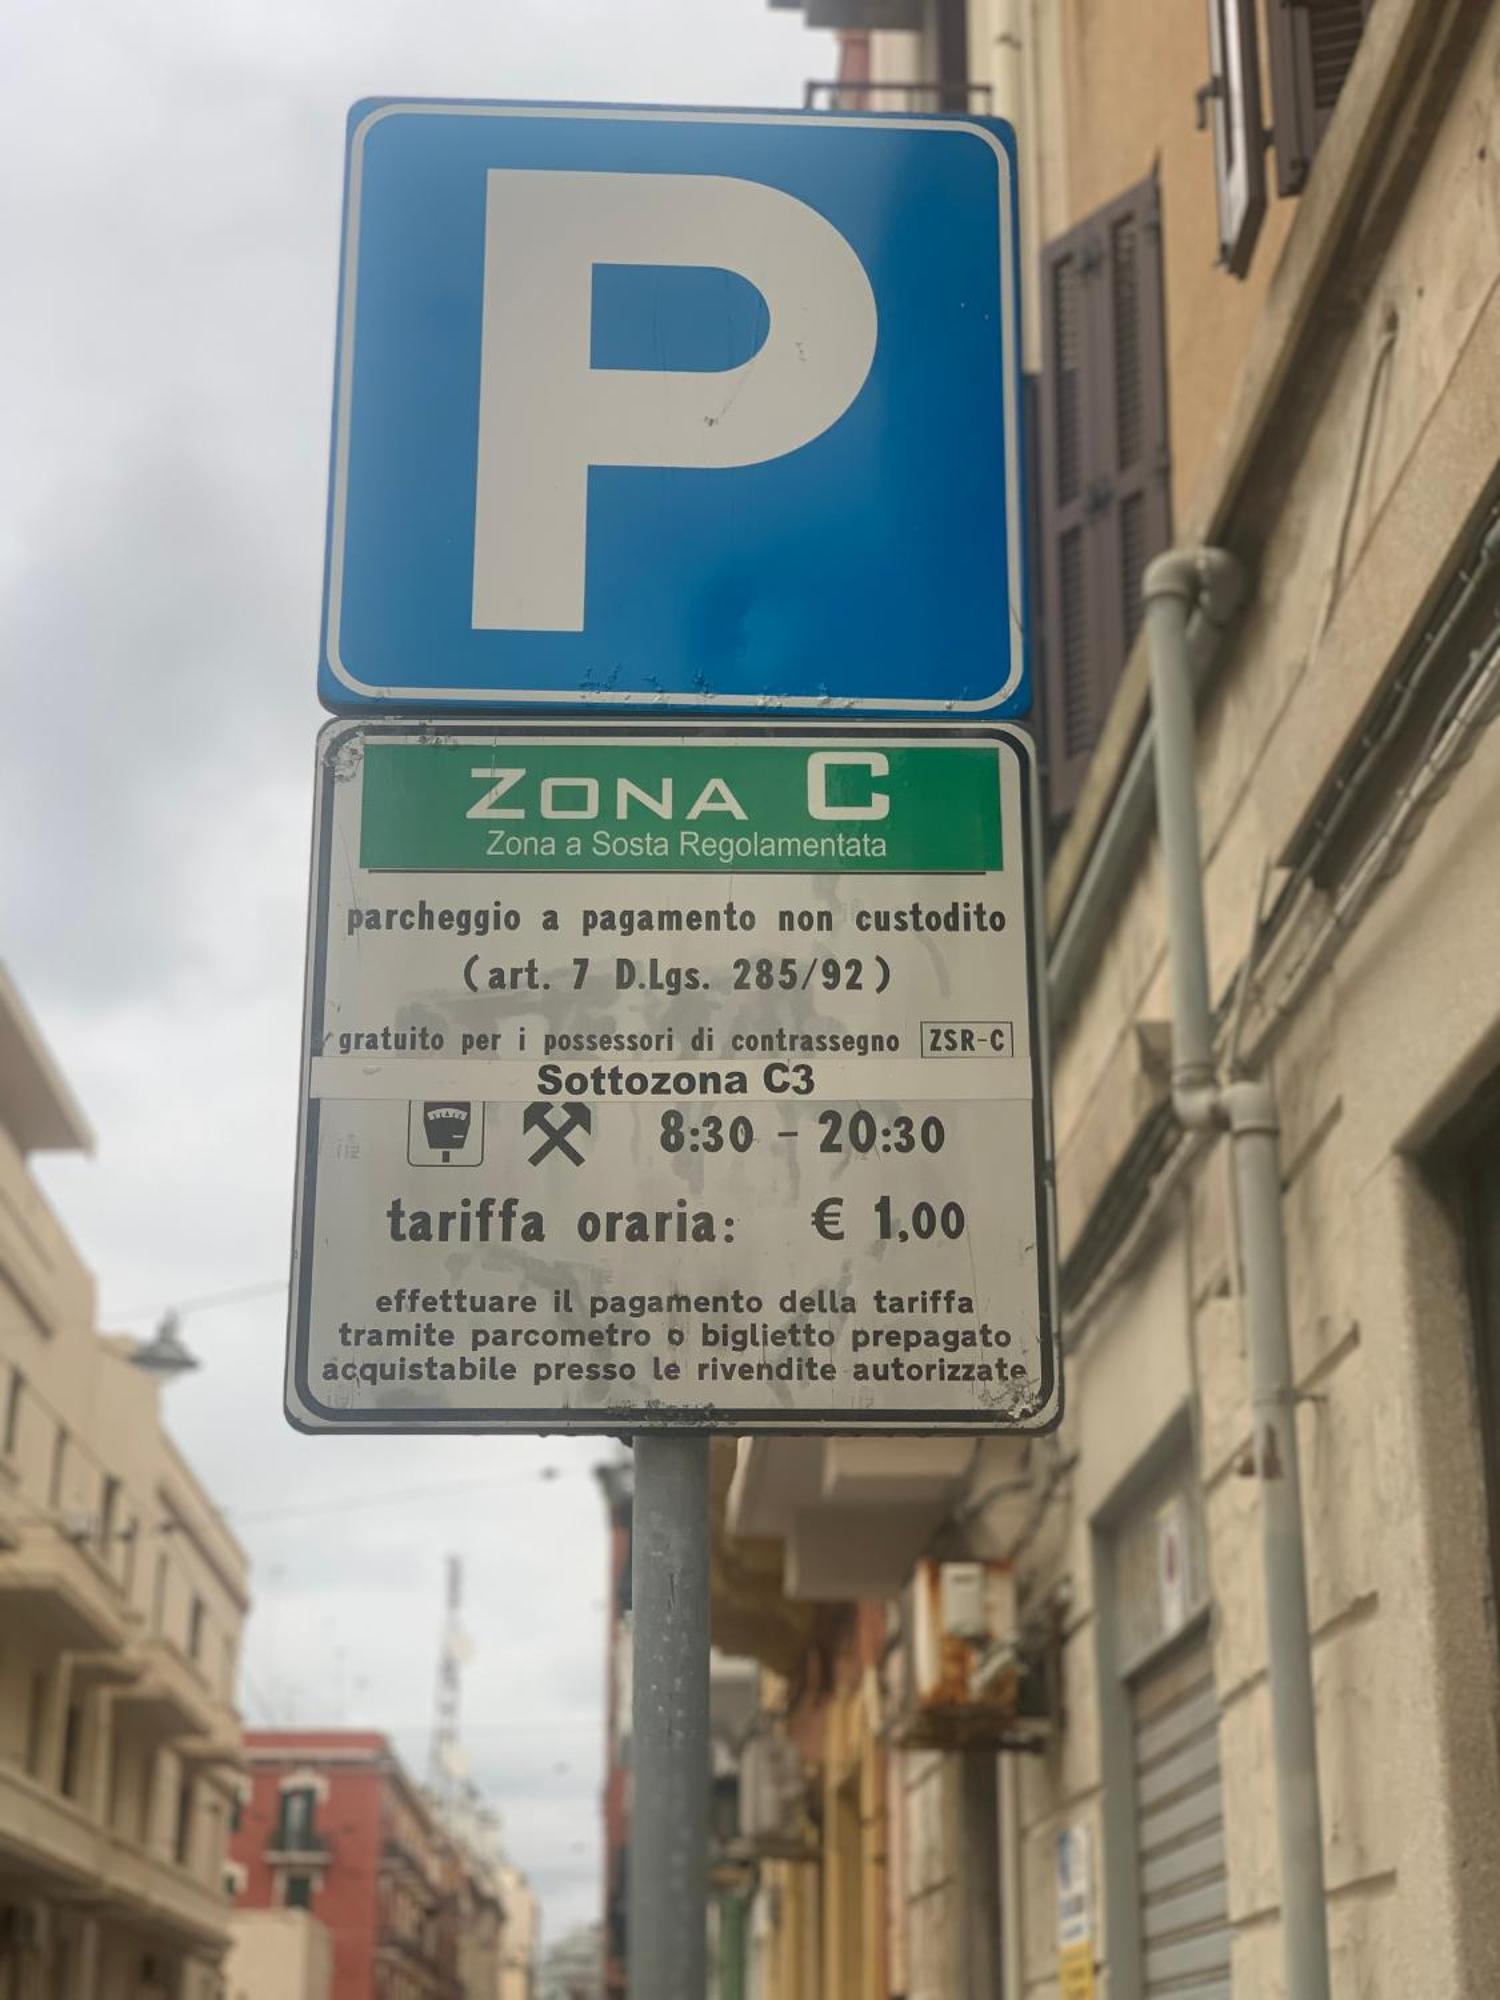 P
ZONA C
Zona a Sosta Regolamentata
parcheggio a pagamento non custodito
(art. 7 D.Lgs. 285/92)
gratuito per i possessori di contrassegno ZSR-C
Sottozona C3
8:30 - 20:30
tariffa oraria: € 1,00
effettuare il pagamento della tariffa
tramite parcometro o biglietto prepagato
acquistabile presso le rivendite autorizzate